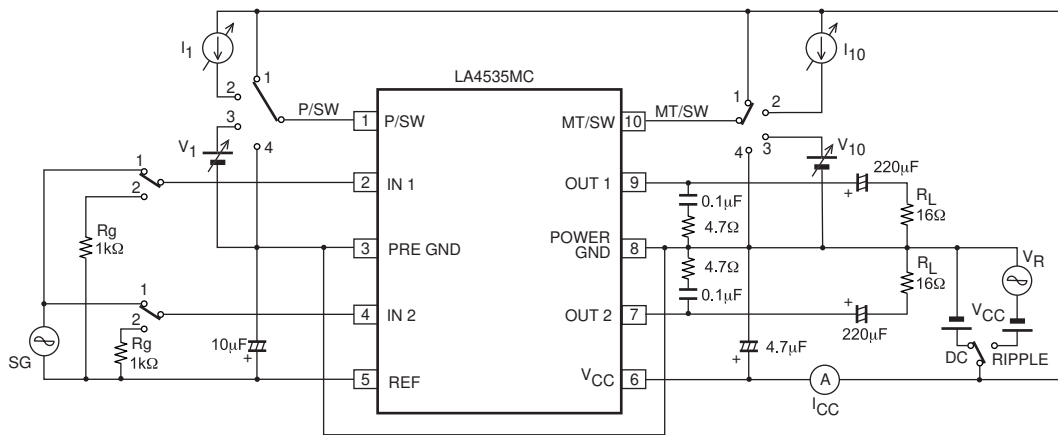 I1
I10
LA4535MC
1
2
3
4
P/SW
1
P/SW
MT/SW
10
MT/SW
1
2
3
4
V1
V10
1
2
2
IN 1
OUT 1
9
220μF
+
RL
16Ω
0.1μF
4.7Ω
Rg
1kΩ
3
PRE GND
POWER
GND
8
4.7Ω
0.1μF
RL
16Ω
VR
1
2
4
IN 2
OUT 2
7
+
220μF
VCC
DC
RIPPLE
SG
Rg
1kΩ
10μF
+
4.7μF
+
5
REF
VCC
6
A
ICC